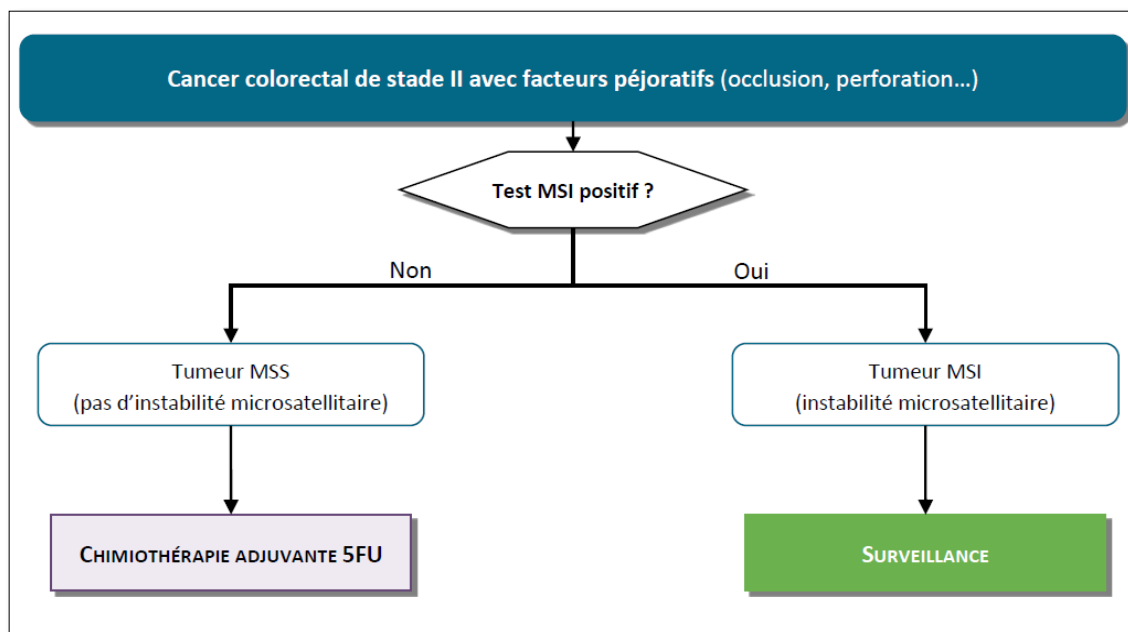 Cancer colorectal de stade II avec facteurs péjoratifs (occlusion, perforation…)
Test MSI positif ?
Non
Oui
Tumeur MSS
(pas d’instabilité microsatellitaire)
Tumeur MSI
(instabilité microsatellitaire)
CHIMIOTHÉRAPIE ADJUVANTE 5FU
SURVEILLANCE